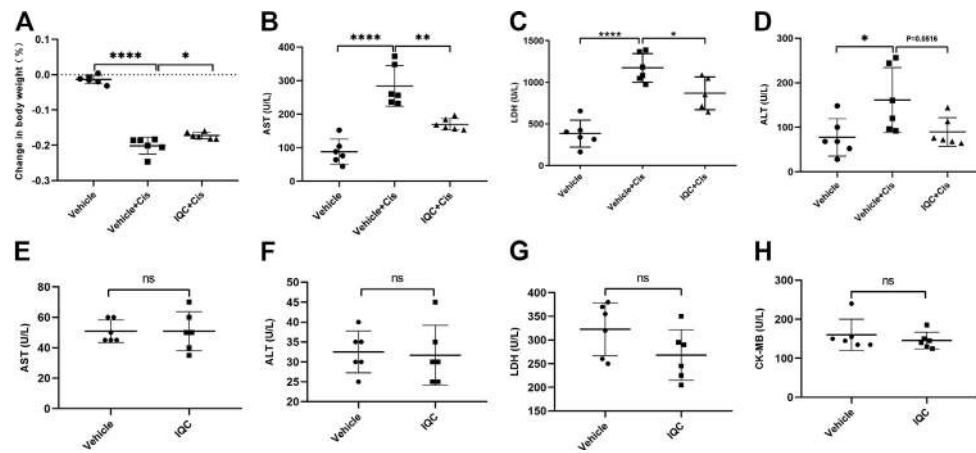 A
Change in body weight (%)
0.1
0.0
-0.1
-0.2
-0.3
****
*
Vehicle
Vehicle+Cis
IQC+Cis
B
AST (U/L)
400
300
200
100
0
****
**
Vehicle
Vehicle+Cis
IQC+Cis
C
LDH (U/L)
1500
1000
500
0
****
*
Vehicle
Vehicle+Cis
IQC+Cis
D
ALT (U/L)
300
200
100
0
*
P=0.0516
Vehicle
Vehicle+Cis
IQC+Cis
E
AST (U/L)
80
60
40
20
0
ns
Vehicle
IQC
F
ALT (U/L)
50
45
40
35
30
25
20
ns
Vehicle
IQC
G
LDH (U/L)
400
350
300
250
200
150
ns
Vehicle
IQC
H
CK-MB (U/L)
300
200
100
0
ns
Vehicle
IQC